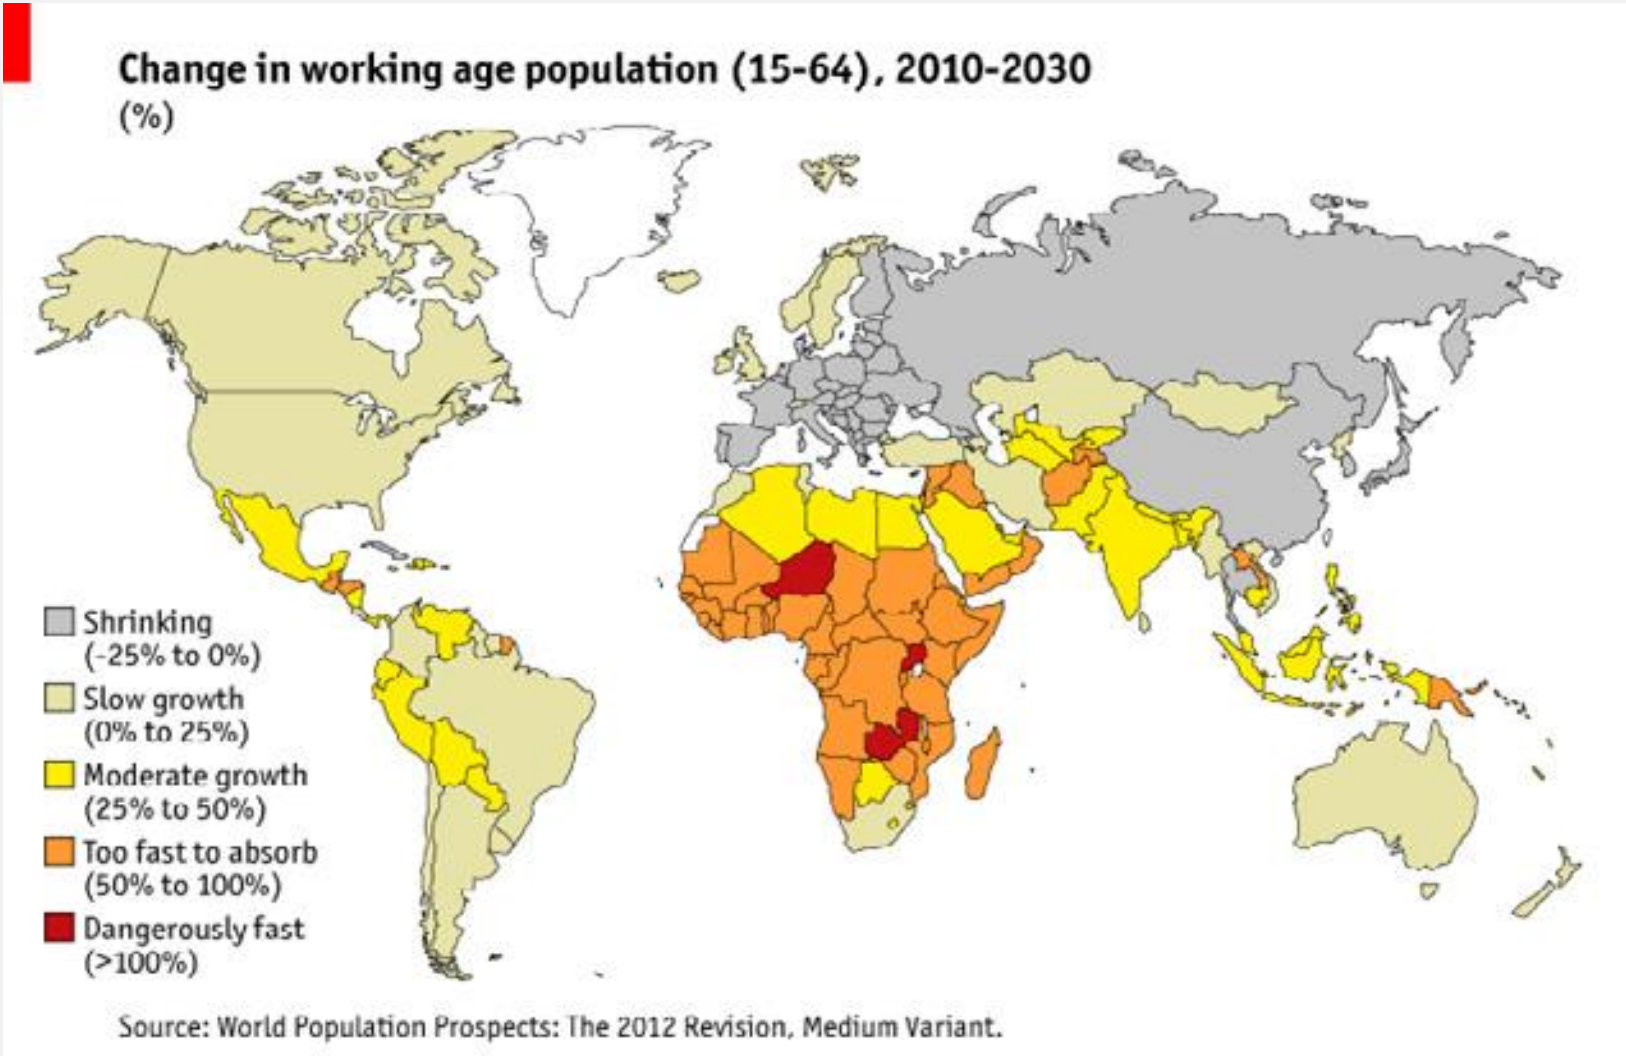 Change in working age population (15-64), 2010-2030
(%)
Shrinking
(-25% to 0%)
Slow growth
(0% to 25%)
Moderate growth
(25% to 50%)
Too fast to absorb
(50% to 100%)
Dangerously fast
(>100%)
Source: World Population Prospects: The 2012 Revision, Medium Variant.